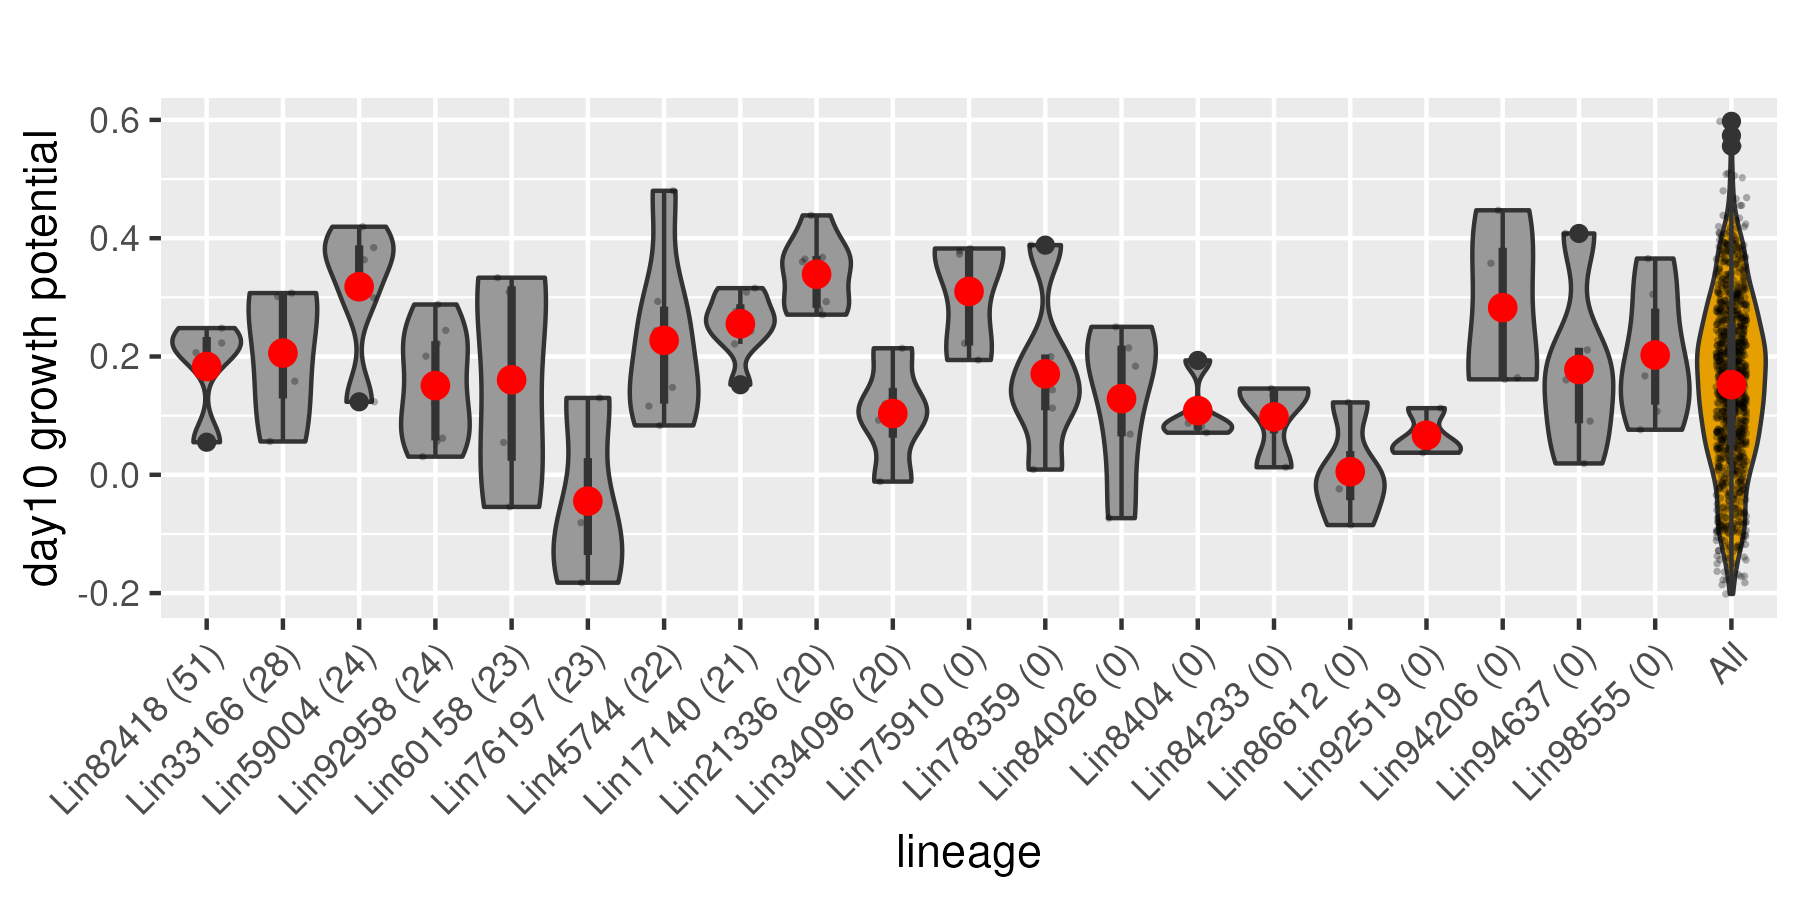 day10 growth potential
0.6
0.4
0.2
0.0
-0.2
Lin82418 (51)
Lin33166 (28)
Lin59004 (24)
Lin92958 (24)
Lin60158 (23)
Lin76197 (23)
Lin45744 (22)
Lin17140 (21)
Lin21336 (20)
Lin34096 (20)
Lin75910 (0)
Lin78359 (0)
Lin84026 (0)
Lin8404 (0)
Lin84233 (0)
Lin86612 (0)
Lin92519 (0)
Lin94206 (0)
Lin94637 (0)
Lin98555 (0)
All
lineage